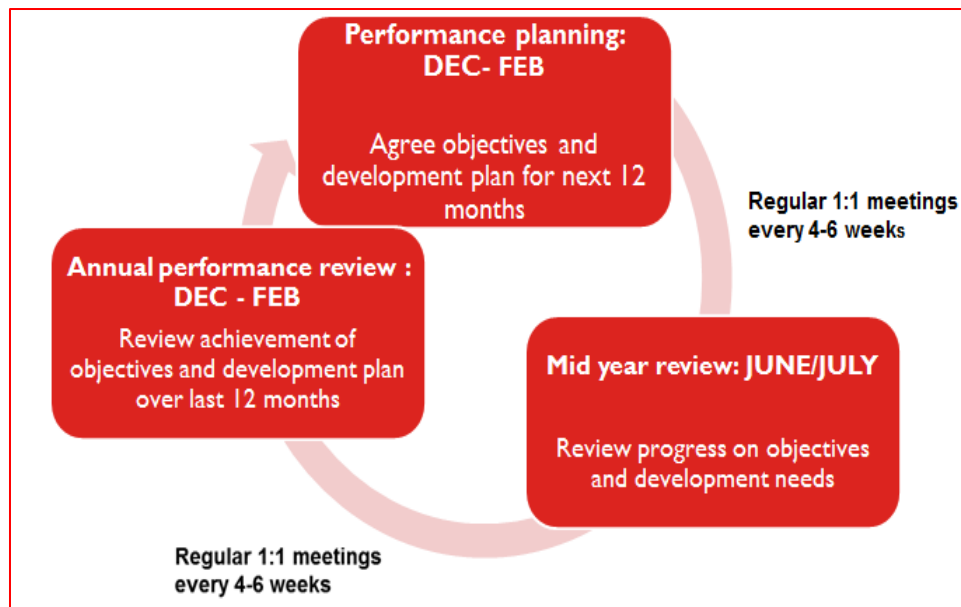 Performance planning:
DEC- FEB
Agree objectives and
development plan for next 12
months
Regular 1:1 meetings
every 4-6 weeks
Mid year review: JUNE/JULY
Review progress on objectives
and development needs
Regular 1:1 meetings
every 4-6 weeks
Annual performance review :
DEC - FEB
Review achievement of
objectives and development plan
over last 12 months